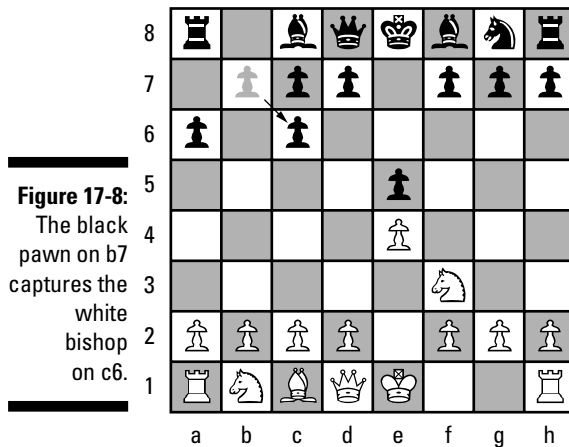 Figure 17-8:
The black
pawn on b7
captures the
white
bishop
on c6.
8
7
6
5
4
3
2
1
a b c d e f g h